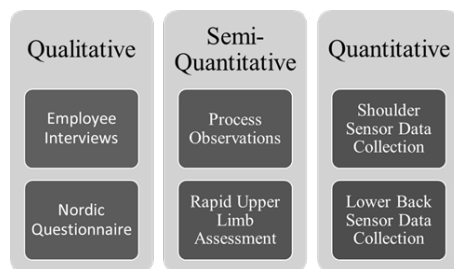 Qualitative
Employee
Interviews
Nordic
Questionnaire
Semi-
Quantitative
Process
Observations
Rapid Upper
Limb
Assessment
Quantitative
Shoulder
Sensor Data
Collection
Lower Back
Sensor Data
Collection